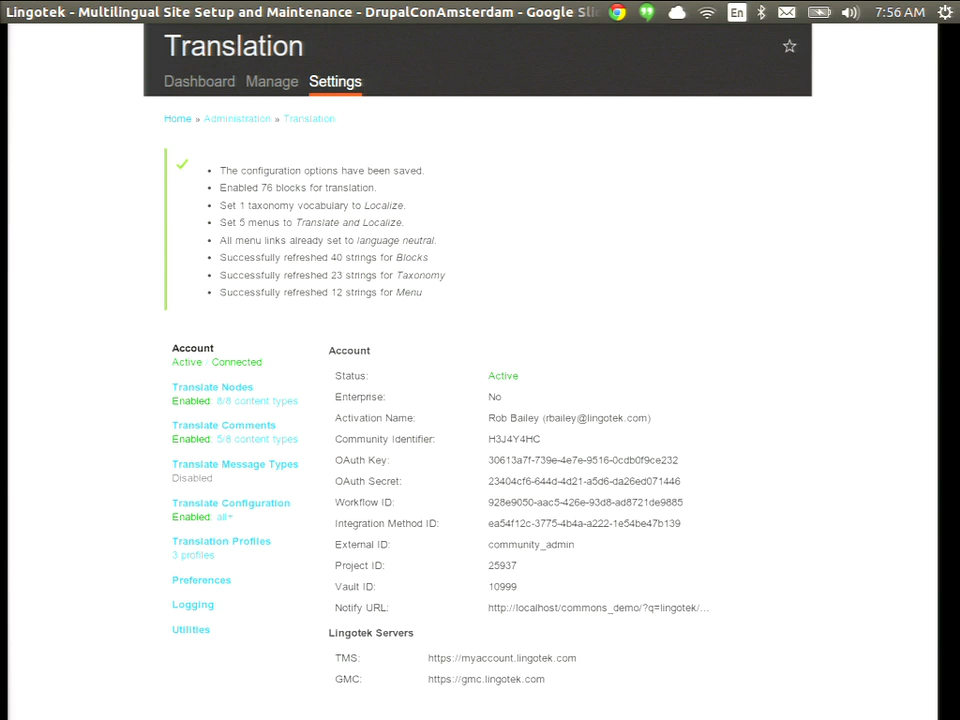 Lingotek - Multilingual Site Setup and Maintenance - DrupalConAmsterdam - Google Sli
En
7:56 AM
Translation
Dashboard Manage Settings
Home » Administration » Translation
The configuration options have been saved.
Enabled 76 blocks for translation.
Set 1 taxonomy vocabulary to Localize.
Set 5 menus to Translate and Localize.
All menu links already set to language neutral.
Successfully refreshed 40 strings for Blocks
Successfully refreshed 23 strings for Taxonomy
Successfully refreshed 12 strings for Menu
Account
Active · Connected
Translate Nodes
Enabled: 8/8 content types
Translate Comments
Enabled: 5/8 content types
Translate Message Types
Disabled
Translate Configuration
Enabled: all+
Translation Profiles
3 profiles
Preferences
Logging
Utilities
Account
Status: Active
Enterprise: No
Activation Name: Rob Bailey (rbailey@lingotek.com)
Community Identifier: H3J4Y4HC
OAuth Key: 30613a7f-739e-4e7e-9516-0cdb0f9ce232
OAuth Secret: 23404cf6-644d-4d21-a5d6-da26ed071446
Workflow ID: 928e9050-aac5-426e-93d8-ad8721de9885
Integration Method ID: ea54f12c-3775-4b4a-a222-1e54be47b139
External ID: community_admin
Project ID: 25937
Vault ID: 10999
Notify URL: http://localhost/commons_demo/?q=lingotek/...
Lingotek Servers
TMS: https://myaccount.lingotek.com
GMC: https://gmc.lingotek.com